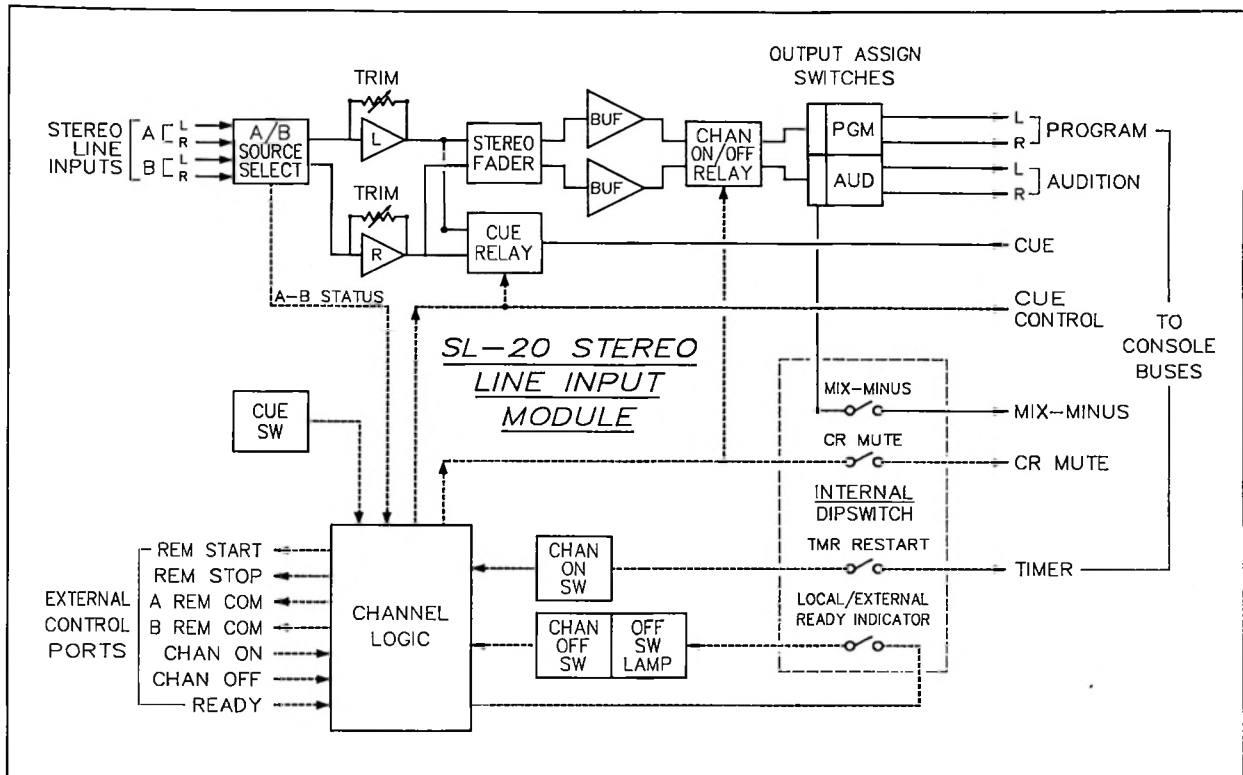 OUTPUT ASSIGN
SWITCHES
TRIM
STEREO
LINE
INPUTS
A
L
R
B
L
R
A/B
SOURCE
SELECT
L
TRIM
R
STEREO
FADER
BUF
BUF
CHAN
ON/OFF
RELAY
PGM
AUD
L
R
PROGRAM
L
R
AUDITION
CUE
RELAY
CUE
A-B STATUS
CUE
CONTROL
TO
CONSOLE
BUSES
SL-20 STEREO
LINE INPUT
MODULE
CUE
SW
MIX-MINUS
MIX-MINUS
CR MUTE
CR MUTE
INTERNAL
DIPSWITCH
TMR RESTART
TIMER
LOCAL/EXTERNAL
READY INDICATOR
CHAN
ON
SW
CHAN
OFF
SW
OFF
SW
LAMP
CHANNEL
LOGIC
EXTERNAL
CONTROL
PORTS
REM START
REM STOP
A REM COM
B REM COM
CHAN ON
CHAN OFF
READY